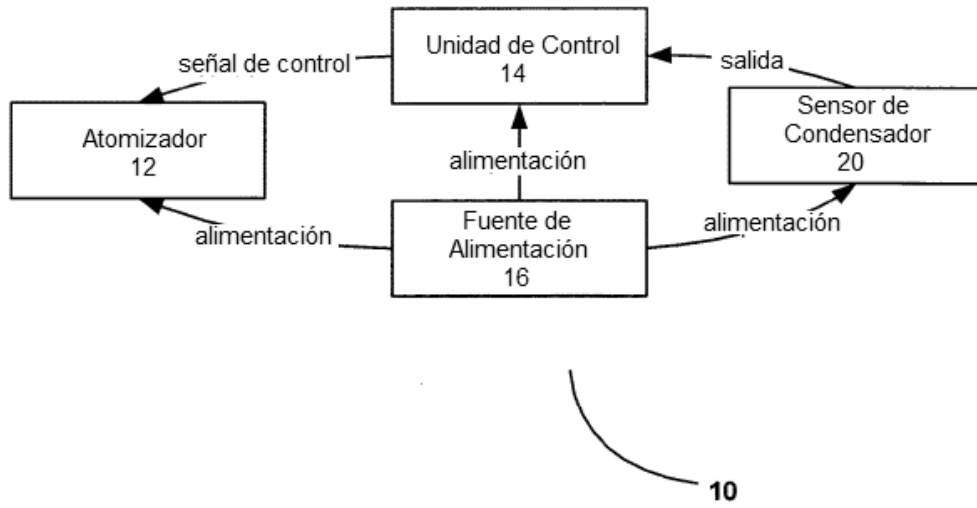 Unidad de Control
14
señal de control
salida
Atomizador
12
Sensor de
Condensador
20
alimentación
alimentación
Fuente de
Alimentación
16
alimentación
10